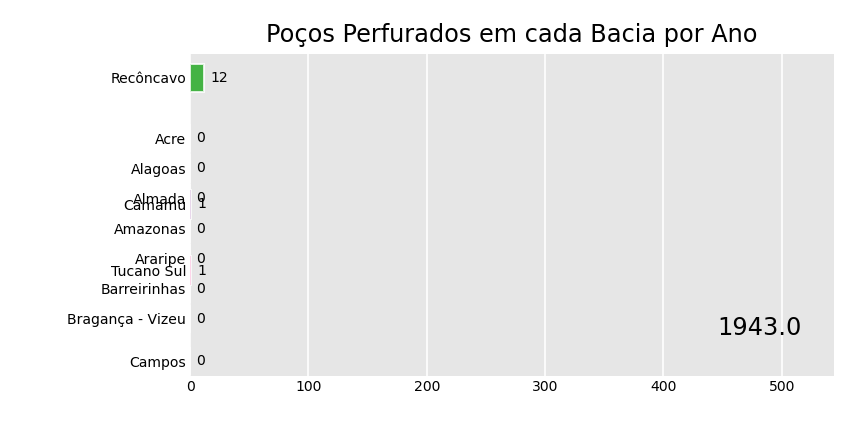 Poços Perfurados em cada Bacia por Ano
Recôncavo 12
Acre 0
Alagoas 0
Almada 0
Camamu 1
Amazonas 0
Araripe 0
Tucano Sul 1
Barreirinhas 0
Bragança - Vizeu 0
1943.0
Campos 0
0 100 200 300 400 500